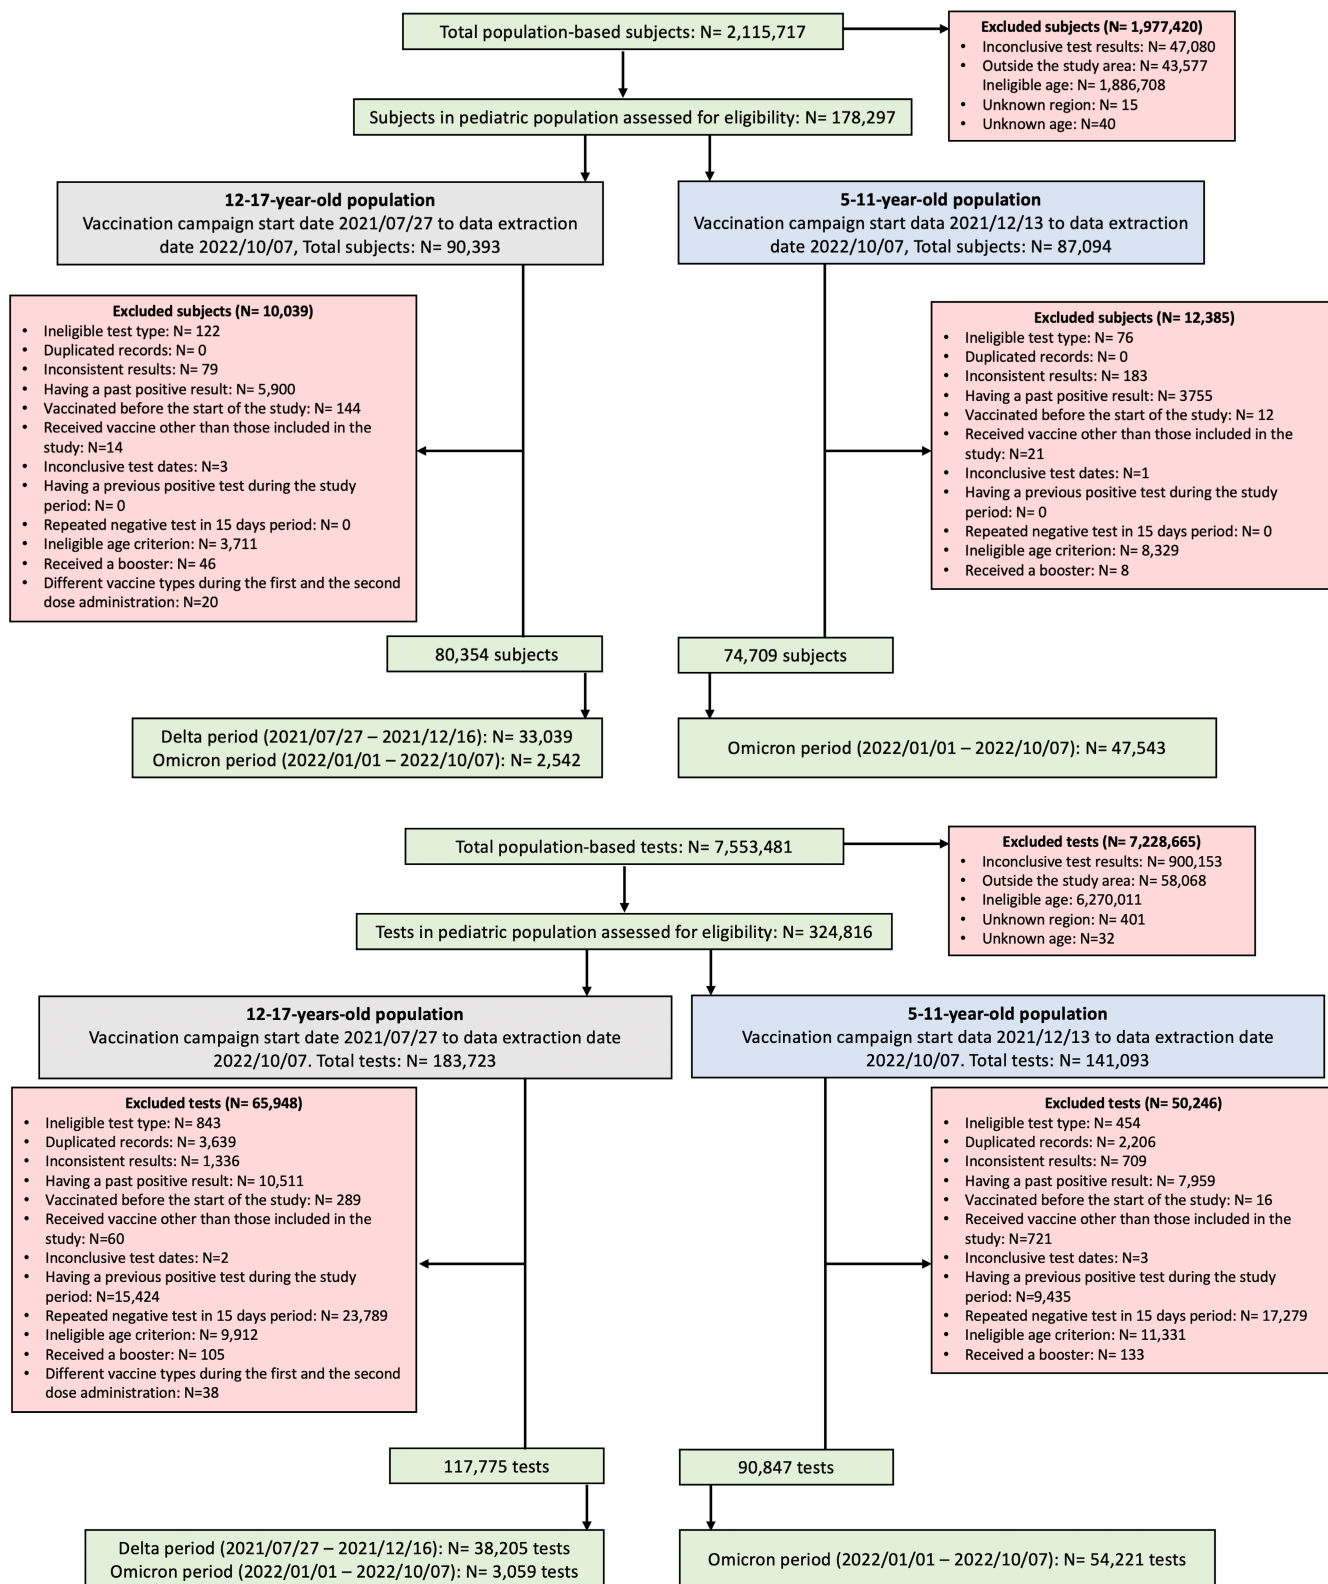 Total population-based subjects: N= 2,115,717
Excluded subjects (N= 1,977,420)
• Inconclusive test results: N= 47,080
• Outside the study area: N= 43,577
Ineligible age: N= 1,886,708
• Unknown region: N= 15
• Unknown age: N=40
Subjects in pediatric population assessed for eligibility: N= 178,297
12-17-year-old population
Vaccination campaign start date 2021/07/27 to data extraction
date 2022/10/07, Total subjects: N= 90,393
5-11-year-old population
Vaccination campaign start data 2021/12/13 to data extraction
date 2022/10/07, Total subjects: N= 87,094
Excluded subjects (N= 10,039)
• Ineligible test type: N= 122
• Duplicated records: N= 0
• Inconsistent results: N= 79
• Having a past positive result: N= 5,900
• Vaccinated before the start of the study: N= 144
• Received vaccine other than those included in the
study: N=14
• Inconclusive test dates: N=3
• Having a previous positive test during the study
period: N= 0
• Repeated negative test in 15 days period: N= 0
• Ineligible age criterion: N= 3,711
• Received a booster: N= 46
• Different vaccine types during the first and the second
dose administration: N=20
Excluded subjects (N= 12,385)
• Ineligible test type: N= 76
• Duplicated records: N= 0
• Inconsistent results: N= 183
• Having a past positive result: N= 3755
• Vaccinated before the start of the study: N= 12
• Received vaccine other than those included in the
study: N=21
• Inconclusive test dates: N=1
• Having a previous positive test during the study
period: N= 0
• Repeated negative test in 15 days period: N= 0
• Ineligible age criterion: N= 8,329
• Received a booster: N= 8
80,354 subjects
74,709 subjects
Delta period (2021/07/27 – 2021/12/16): N= 33,039
Omicron period (2022/01/01 – 2022/10/07): N= 2,542
Omicron period (2022/01/01 – 2022/10/07): N= 47,543
Total population-based tests: N= 7,553,481
Excluded tests (N= 7,228,665)
• Inconclusive test results: N= 900,153
• Outside the study area: N= 58,068
• Ineligible age: 6,270,011
• Unknown region: N= 401
• Unknown age: N=32
Tests in pediatric population assessed for eligibility: N= 324,816
12-17-years-old population
Vaccination campaign start date 2021/07/27 to data extraction date
2022/10/07. Total tests: N= 183,723
5-11-year-old population
Vaccination campaign start data 2021/12/13 to data extraction date
2022/10/07. Total tests: N= 141,093
Excluded tests (N= 65,948)
• Ineligible test type: N= 843
• Duplicated records: N= 3,639
• Inconsistent results: N= 1,336
• Having a past positive result: N= 10,511
• Vaccinated before the start of the study: N= 289
• Received vaccine other than those included in the
study: N=60
• Inconclusive test dates: N=2
• Having a previous positive test during the study
period: N=15,424
• Repeated negative test in 15 days period: N= 23,789
• Ineligible age criterion: N= 9,912
• Received a booster: N= 105
• Different vaccine types during the first and the second
dose administration: N=38
Excluded tests (N= 50,246)
• Ineligible test type: N= 454
• Duplicated records: N= 2,206
• Inconsistent results: N= 709
• Having a past positive result: N= 7,959
• Vaccinated before the start of the study: N= 16
• Received vaccine other than those included in the
study: N=721
• Inconclusive test dates: N=3
• Having a previous positive test during the study
period: N=9,435
• Repeated negative test in 15 days period: N= 17,279
• Ineligible age criterion: N= 11,331
• Received a booster: N= 133
117,775 tests
90,847 tests
Delta period (2021/07/27 – 2021/12/16): N= 38,205 tests
Omicron period (2022/01/01 – 2022/10/07): N= 3,059 tests
Omicron period (2022/01/01 – 2022/10/07): N= 54,221 tests